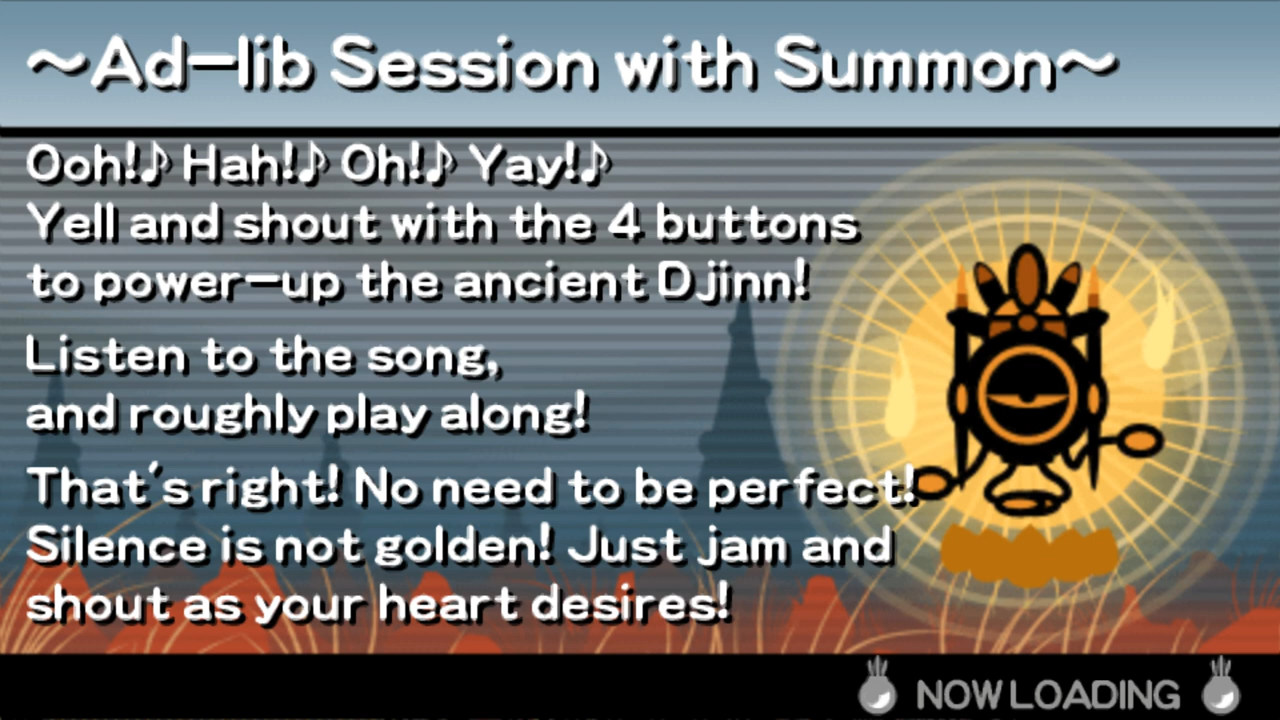 ~Ad-lib Session with Summon~
Ooh!♪ Hah!♪ Oh!♪ Yay!♪
Yell and shout with the 4 buttons
to power-up the ancient Djinn!
Listen to the song,
and roughly play along!
That's right! No need to be perfect!
Silence is not golden! Just jam and
shout as your heart desires!
NOW LOADING